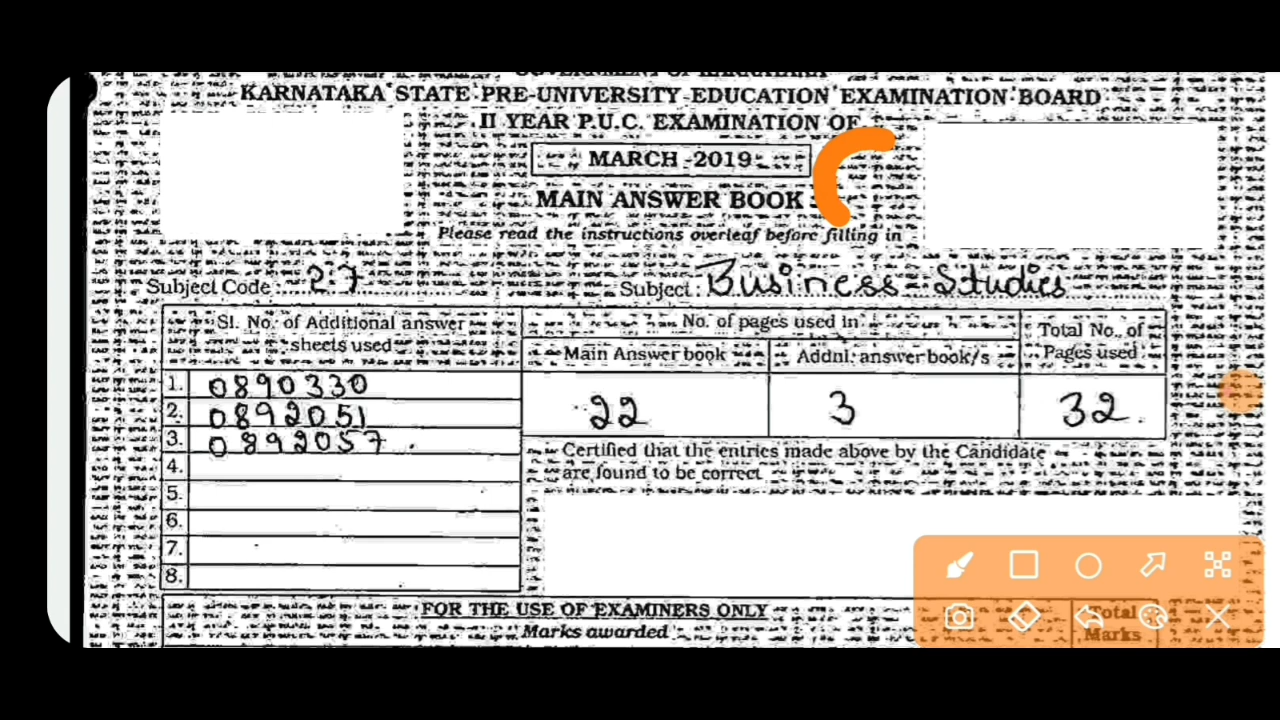 GOVERNMENT OF KARNATAKA
KARNATAKA STATE PRE-UNIVERSITY EDUCATION EXAMINATION BOARD
II YEAR P.U.C. EXAMINATION OF
MARCH -2019
MAIN ANSWER BOOK
Please read the instructions overleaf before filling in
Subject Code : 27 Subject : Business Studies
Sl. No. of Additional answer sheets used
No. of pages used in
Main Answer book
Addnl. answer book/s
Total No. of Pages used
1. 0890330
2. 0892051
3. 0892057
4.
5.
6.
7.
8.
22 3 32
Certified that the entries made above by the Candidate
are found to be correct
FOR THE USE OF EXAMINERS ONLY
Marks awarded
Total
Marks